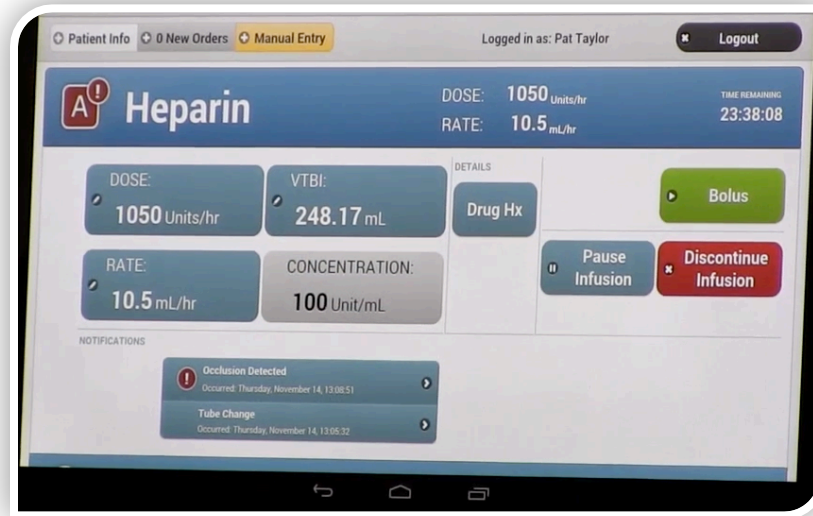 Patient Info 0 New Orders Manual Entry Logged in as: Pat Taylor Logout
A! Heparin
DOSE: 1050 Units/hr
RATE: 10.5 mL/hr
TIME REMAINING
23:38:08
DOSE:
1050 Units/hr
VTBI:
248.17 mL
RATE:
10.5 mL/hr
CONCENTRATION:
100 Unit/mL
DETAILS
Drug Hx
Bolus
Pause
Infusion
Discontinue
Infusion
NOTIFICATIONS
! Occlusion Detected
Occurred: Thursday, November 14, 13:08:51
Tube Change
Occurred: Thursday, November 14, 13:05:32